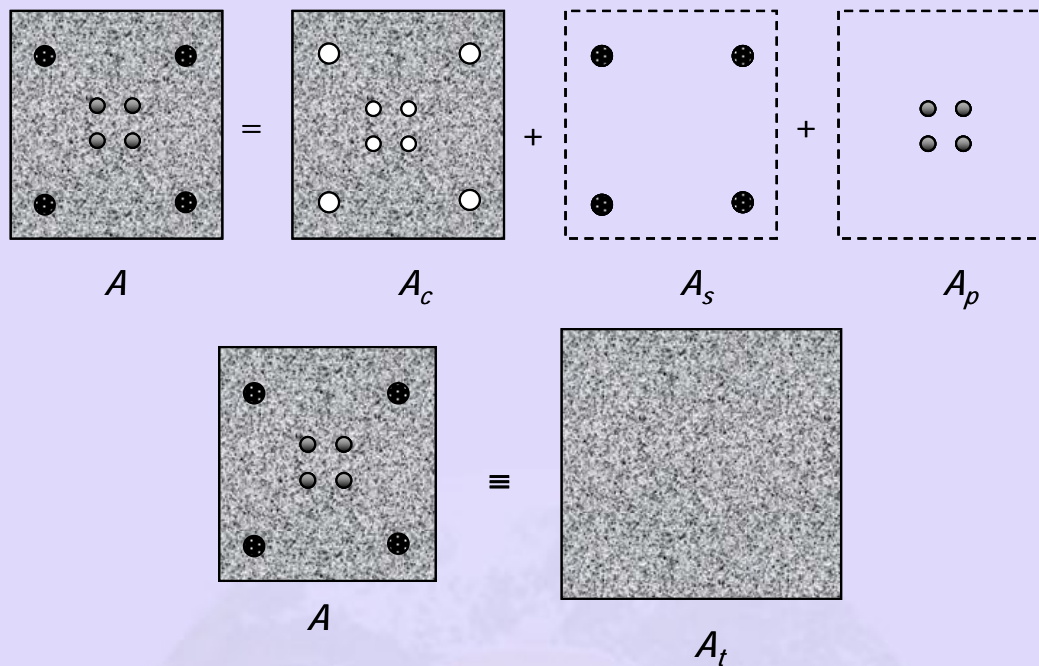 = + +
A A_c A_s A_p
≡
A A_t